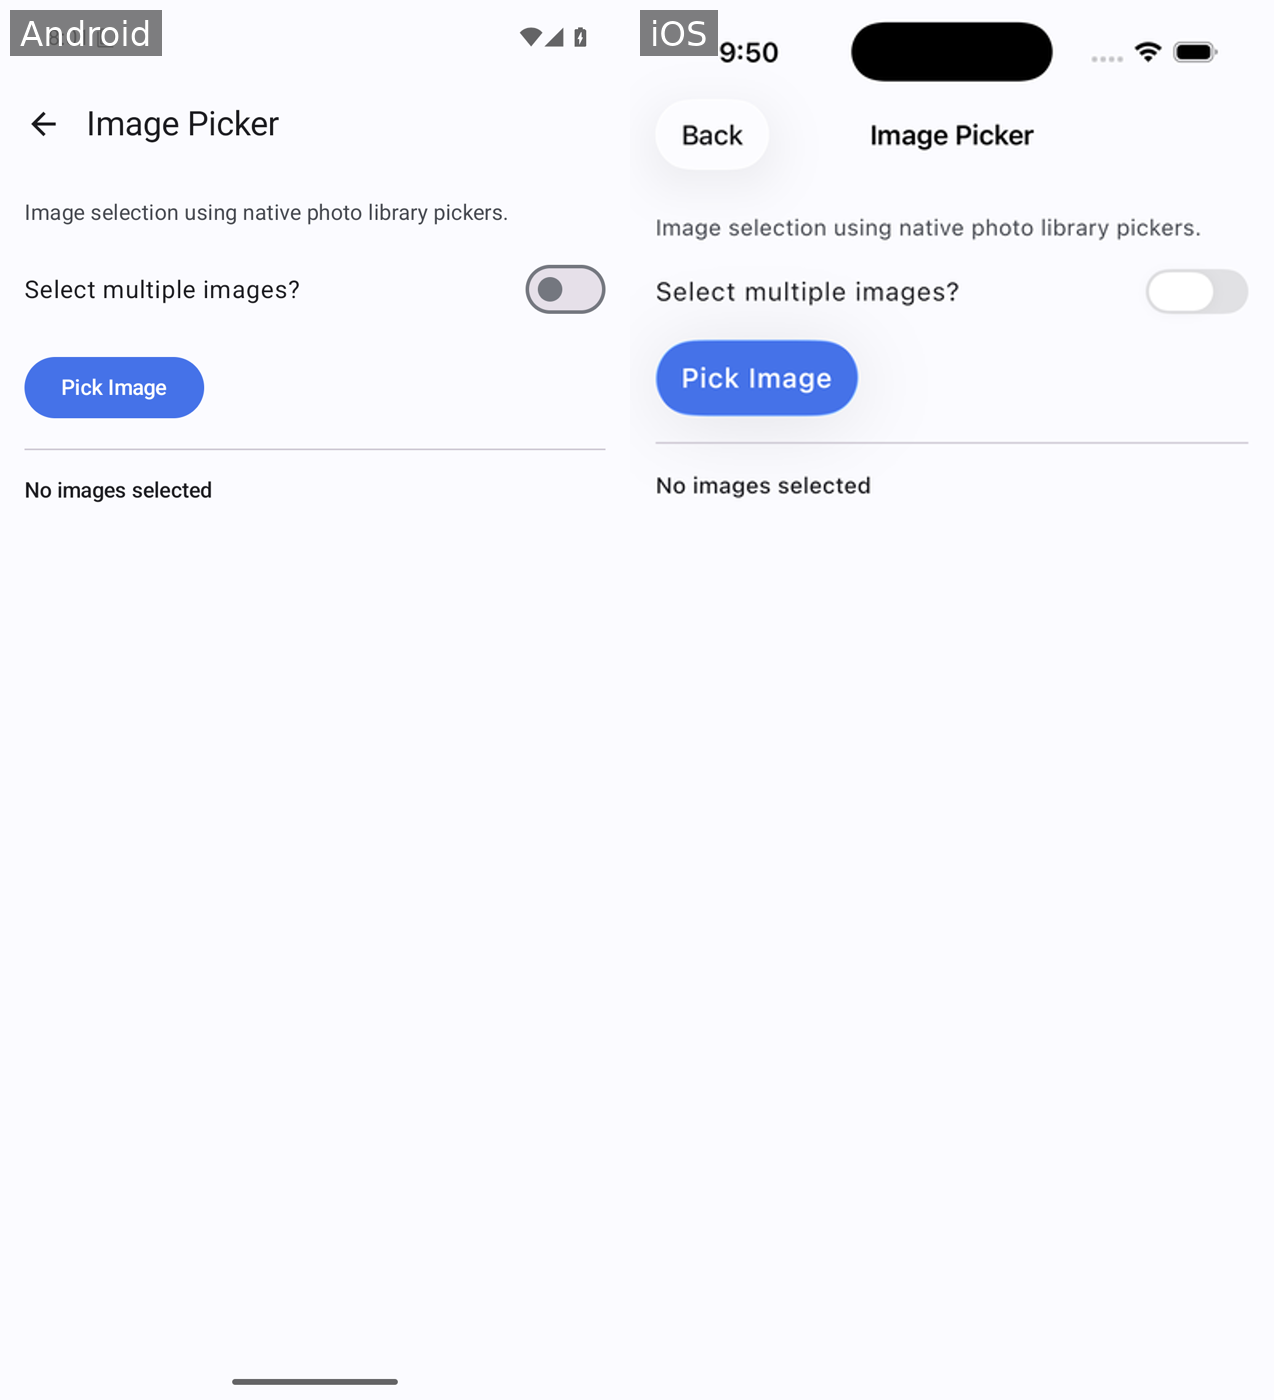 Android
Image Picker
Image selection using native photo library pickers.
Select multiple images?
Pick Image
No images selected
iOS
9:50
Back
Image Picker
Image selection using native photo library pickers.
Select multiple images?
Pick Image
No images selected